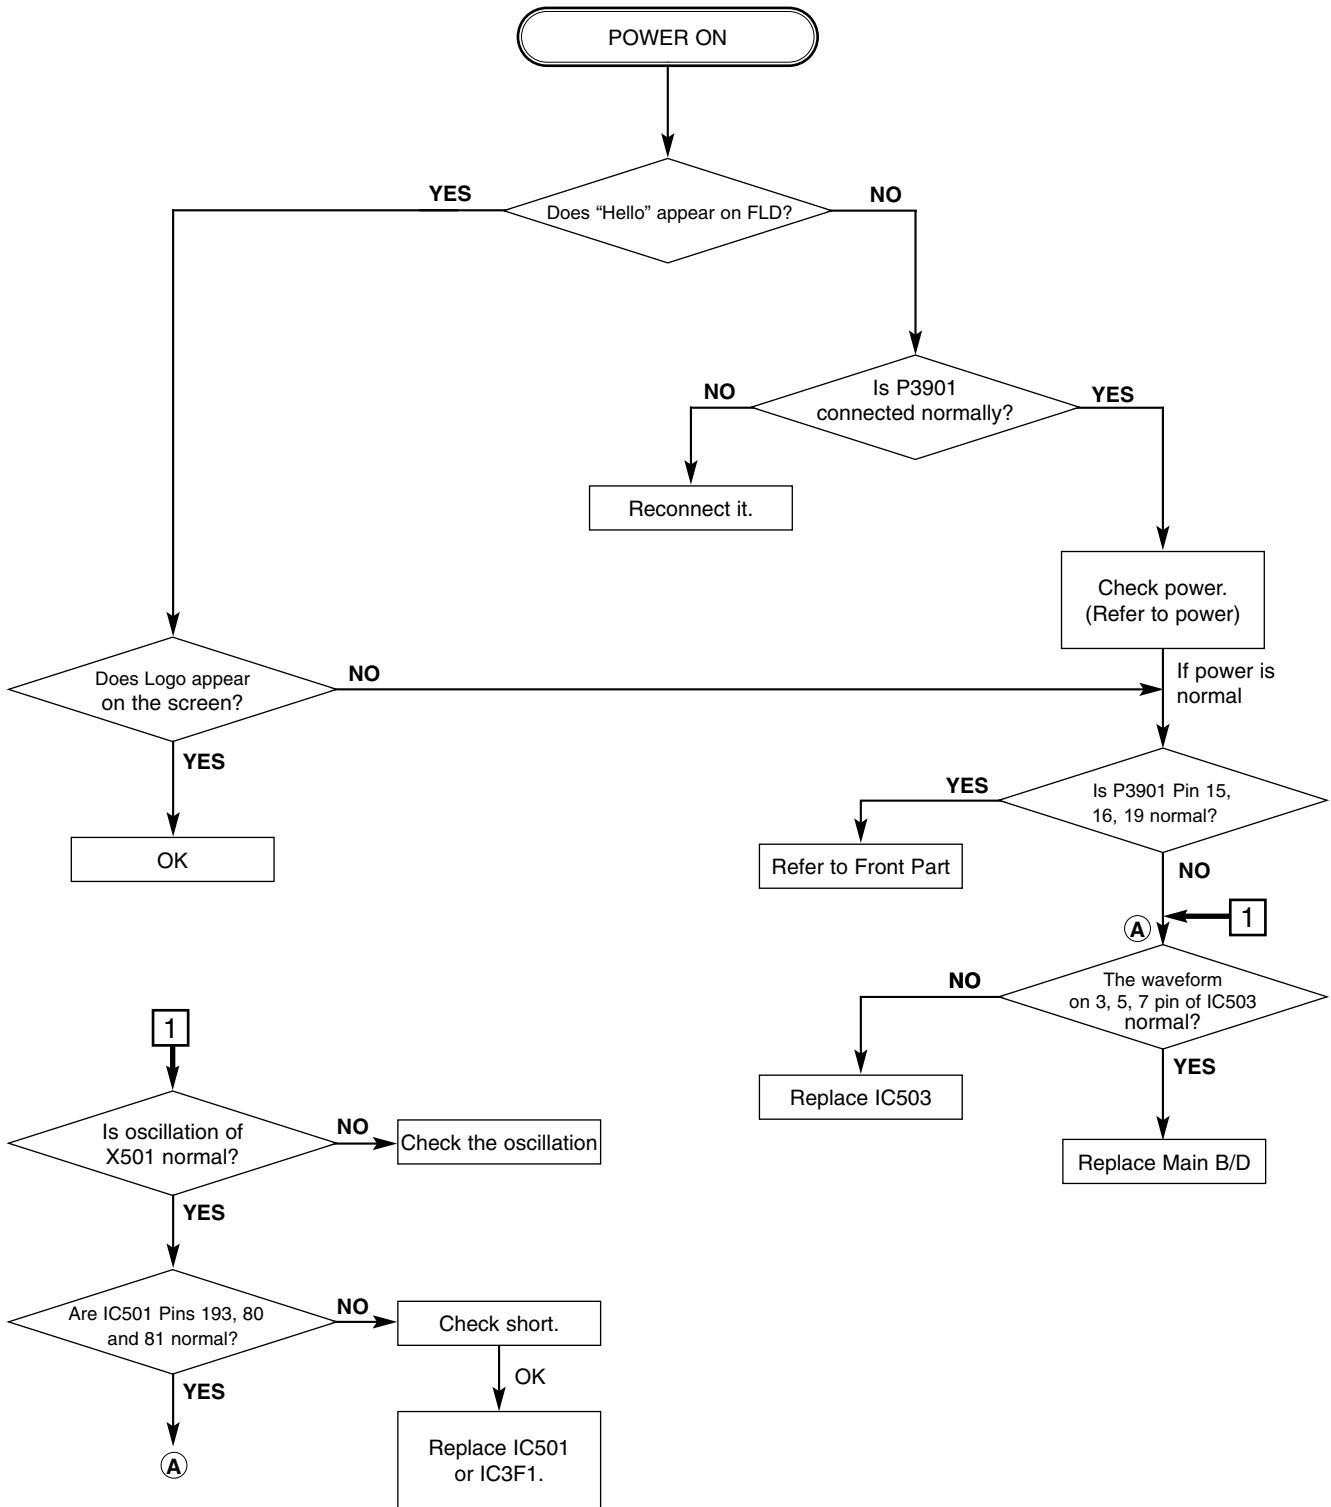 POWER ON
YES
NO
Does “Hello” appear on FLD?
NO
Is P3901
connected normally?
YES
Reconnect it.
Check power.
(Refer to power)
If power is
normal
Does Logo appear
on the screen?
NO
YES
OK
YES
Is P3901 Pin 15,
16, 19 normal?
Refer to Front Part
NO
1
A
NO
The waveform
on 3, 5, 7 pin of IC503
normal?
YES
Replace IC503
Replace Main B/D
1
Is oscillation of
X501 normal?
NO
Check the oscillation
YES
Are IC501 Pins 193, 80
and 81 normal?
NO
Check short.
OK
YES
Replace IC501
or IC3F1.
A